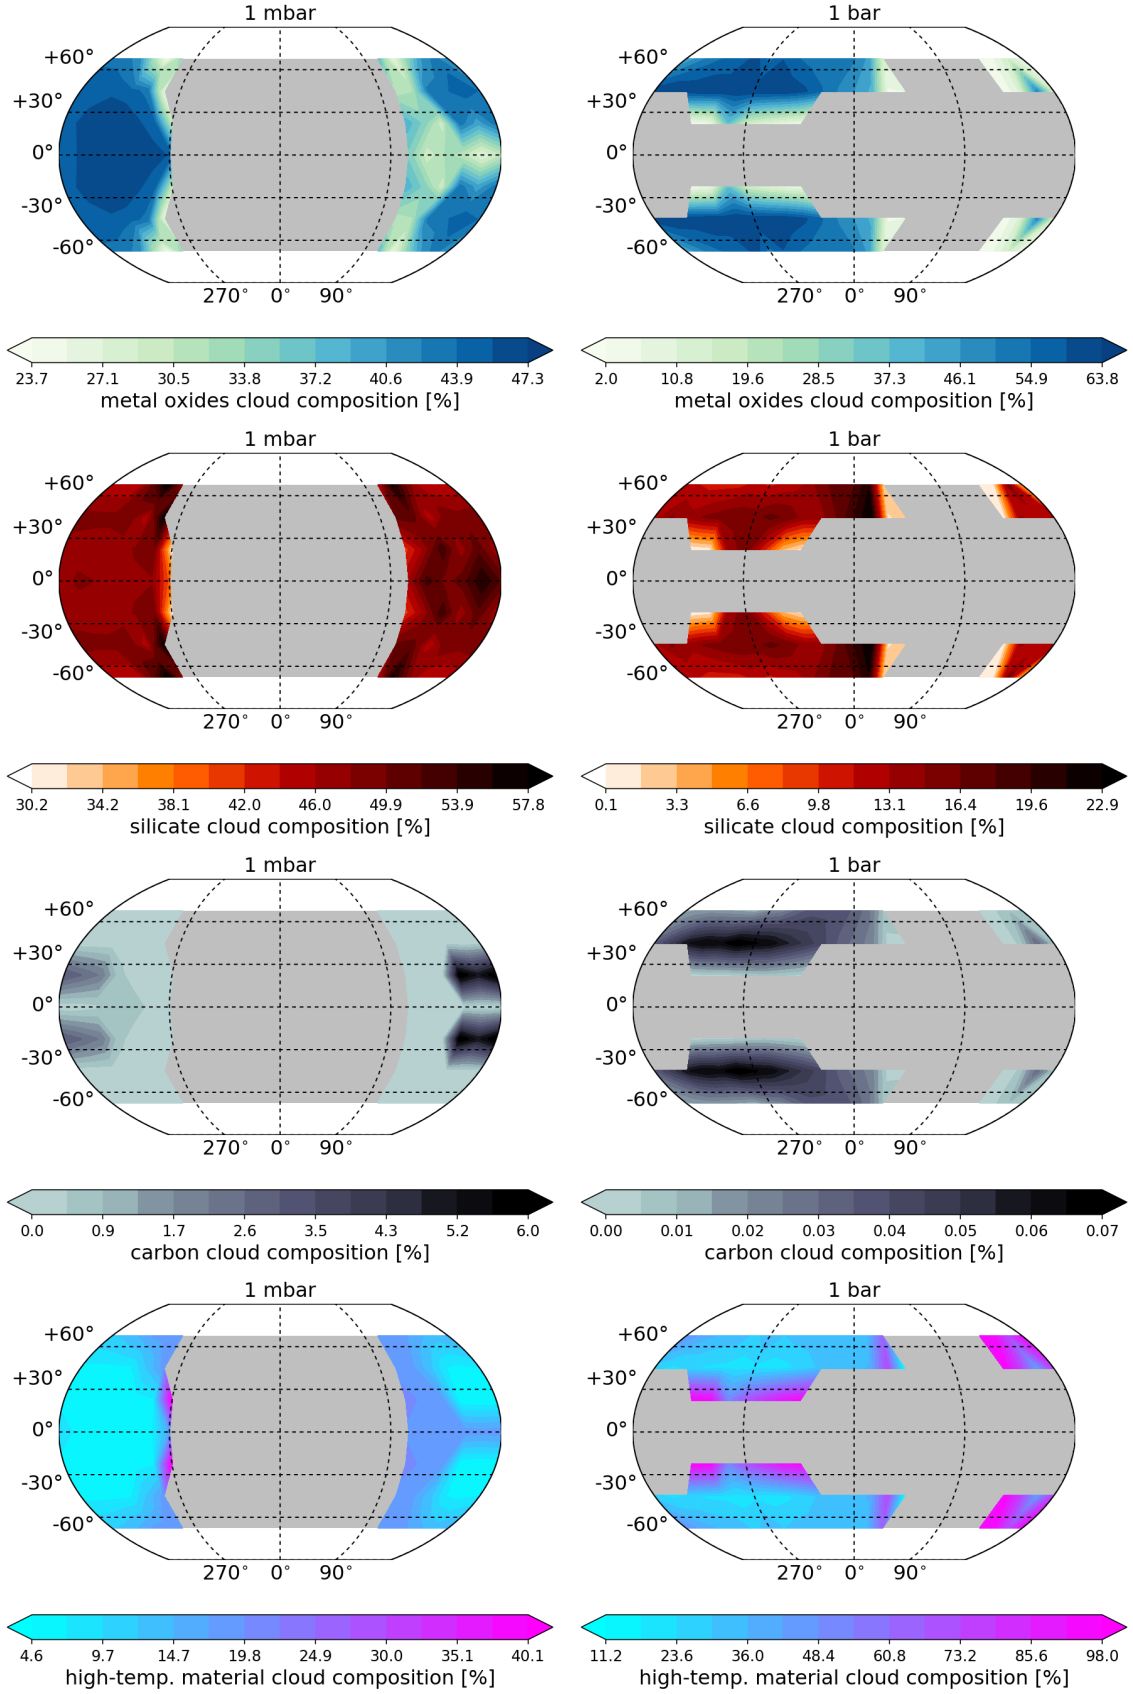 1 mbar 1 bar
+60° +60°
+30° +30°
0° 0°
-30° -30°
-60° -60°
270° 0° 90° 270° 0° 90°
23.7 27.1 30.5 33.8 37.2 40.6 43.9 47.3 2.0 10.8 19.6 28.5 37.3 46.1 54.9 63.8
metal oxides cloud composition [%] metal oxides cloud composition [%]
1 mbar 1 bar
+60° +60°
+30° +30°
0° 0°
-30° -30°
-60° -60°
270° 0° 90° 270° 0° 90°
30.2 34.2 38.1 42.0 46.0 49.9 53.9 57.8 0.1 3.3 6.6 9.8 13.1 16.4 19.6 22.9
silicate cloud composition [%] silicate cloud composition [%]
1 mbar 1 bar
+60° +60°
+30° +30°
0° 0°
-30° -30°
-60° -60°
270° 0° 90° 270° 0° 90°
0.0 0.9 1.7 2.6 3.5 4.3 5.2 6.0 0.00 0.01 0.02 0.03 0.04 0.05 0.06 0.07
carbon cloud composition [%] carbon cloud composition [%]
1 mbar 1 bar
+60° +60°
+30° +30°
0° 0°
-30° -30°
-60° -60°
270° 0° 90° 270° 0° 90°
4.6 9.7 14.7 19.8 24.9 30.0 35.1 40.1 11.2 23.6 36.0 48.4 60.8 73.2 85.6 98.0
high-temp. material cloud composition [%] high-temp. material cloud composition [%]